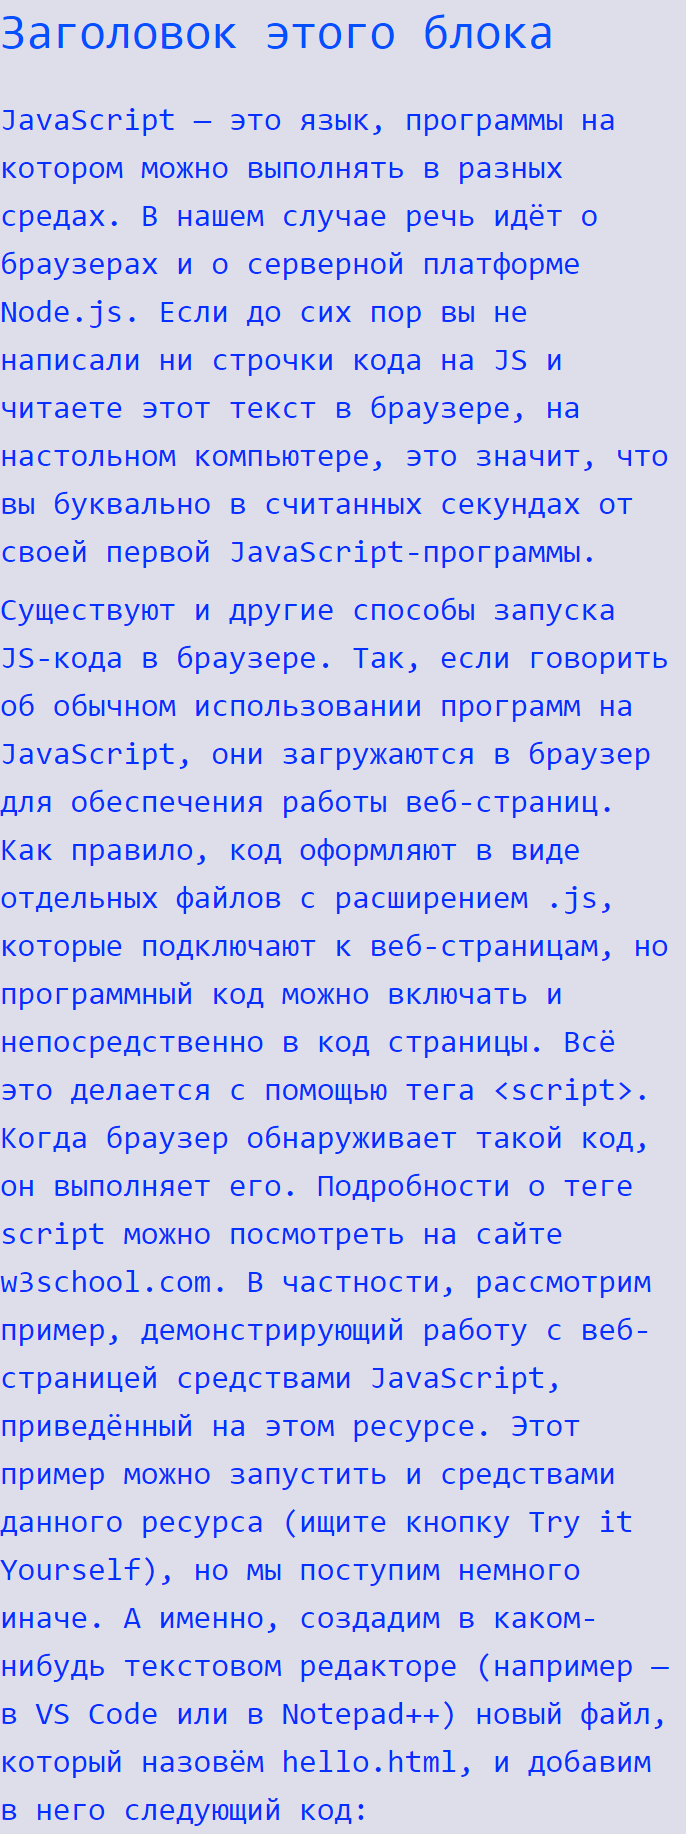 Заголовок этого блока
JavaScript – это язык, программы на
котором можно выполнять в разных
средах. В нашем случае речь идёт о
браузерах и о серверной платформе
Node.js. Если до сих пор вы не
написали ни строчки кода на JS и
читаете этот текст в браузере, на
настольном компьютере, это значит, что
вы буквально в считанных секундах от
своей первой JavaScript-программы.
Существуют и другие способы запуска
JS-кода в браузере. Так, если говорить
об обычном использовании программ на
JavaScript, они загружаются в браузер
для обеспечения работы веб-страниц.
Как правило, код оформляют в виде
отдельных файлов с расширением .js,
которые подключают к веб-страницам, но
программный код можно включать и
непосредственно в код страницы. Всё
это делается с помощью тега <script>.
Когда браузер обнаруживает такой код,
он выполняет его. Подробности о теге
script можно посмотреть на сайте
w3school.com. В частности, рассмотрим
пример, демонстрирующий работу с веб-
страницей средствами JavaScript,
приведённый на этом ресурсе. Этот
пример можно запустить и средствами
данного ресурса (ищите кнопку Try it
Yourself), но мы поступим немного
иначе. А именно, создадим в каком-
нибудь текстовом редакторе (например –
в VS Code или в Notepad++) новый файл,
который назовём hello.html, и добавим
в него следующий код: